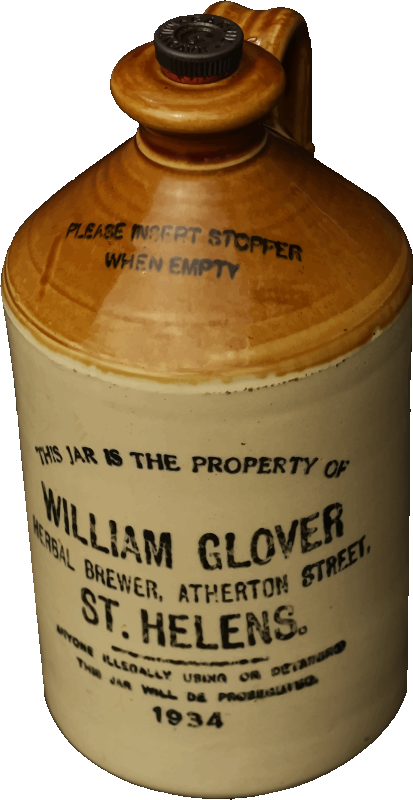 PLEASE INSERT STOPPER
WHEN EMPTY
THIS JAR IS THE PROPERTY OF
WILLIAM GLOVER
HERBAL BREWER, ATHERTON STREET,
ST. HELENS.
ANYONE ILLEGALLY USING OR DETAINING
THIS JAR WILL BE PROSECUTED.
1934